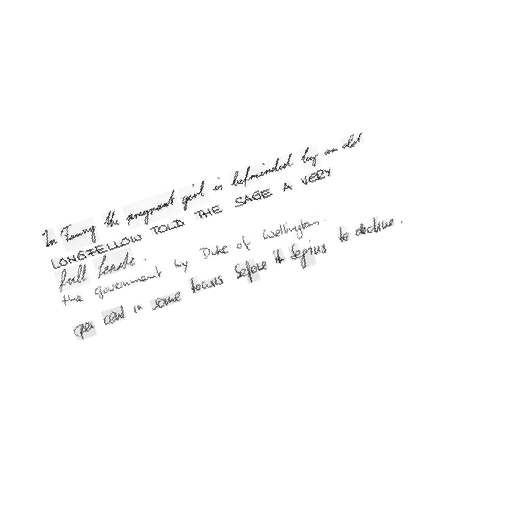 In Fanny the pregnant girl is befriended by an old
LONGFELLOW TOLD THE SAGE A VERY
full beside.
the government by Duke of Wellington.
per cent in some towns before it begins to decline.